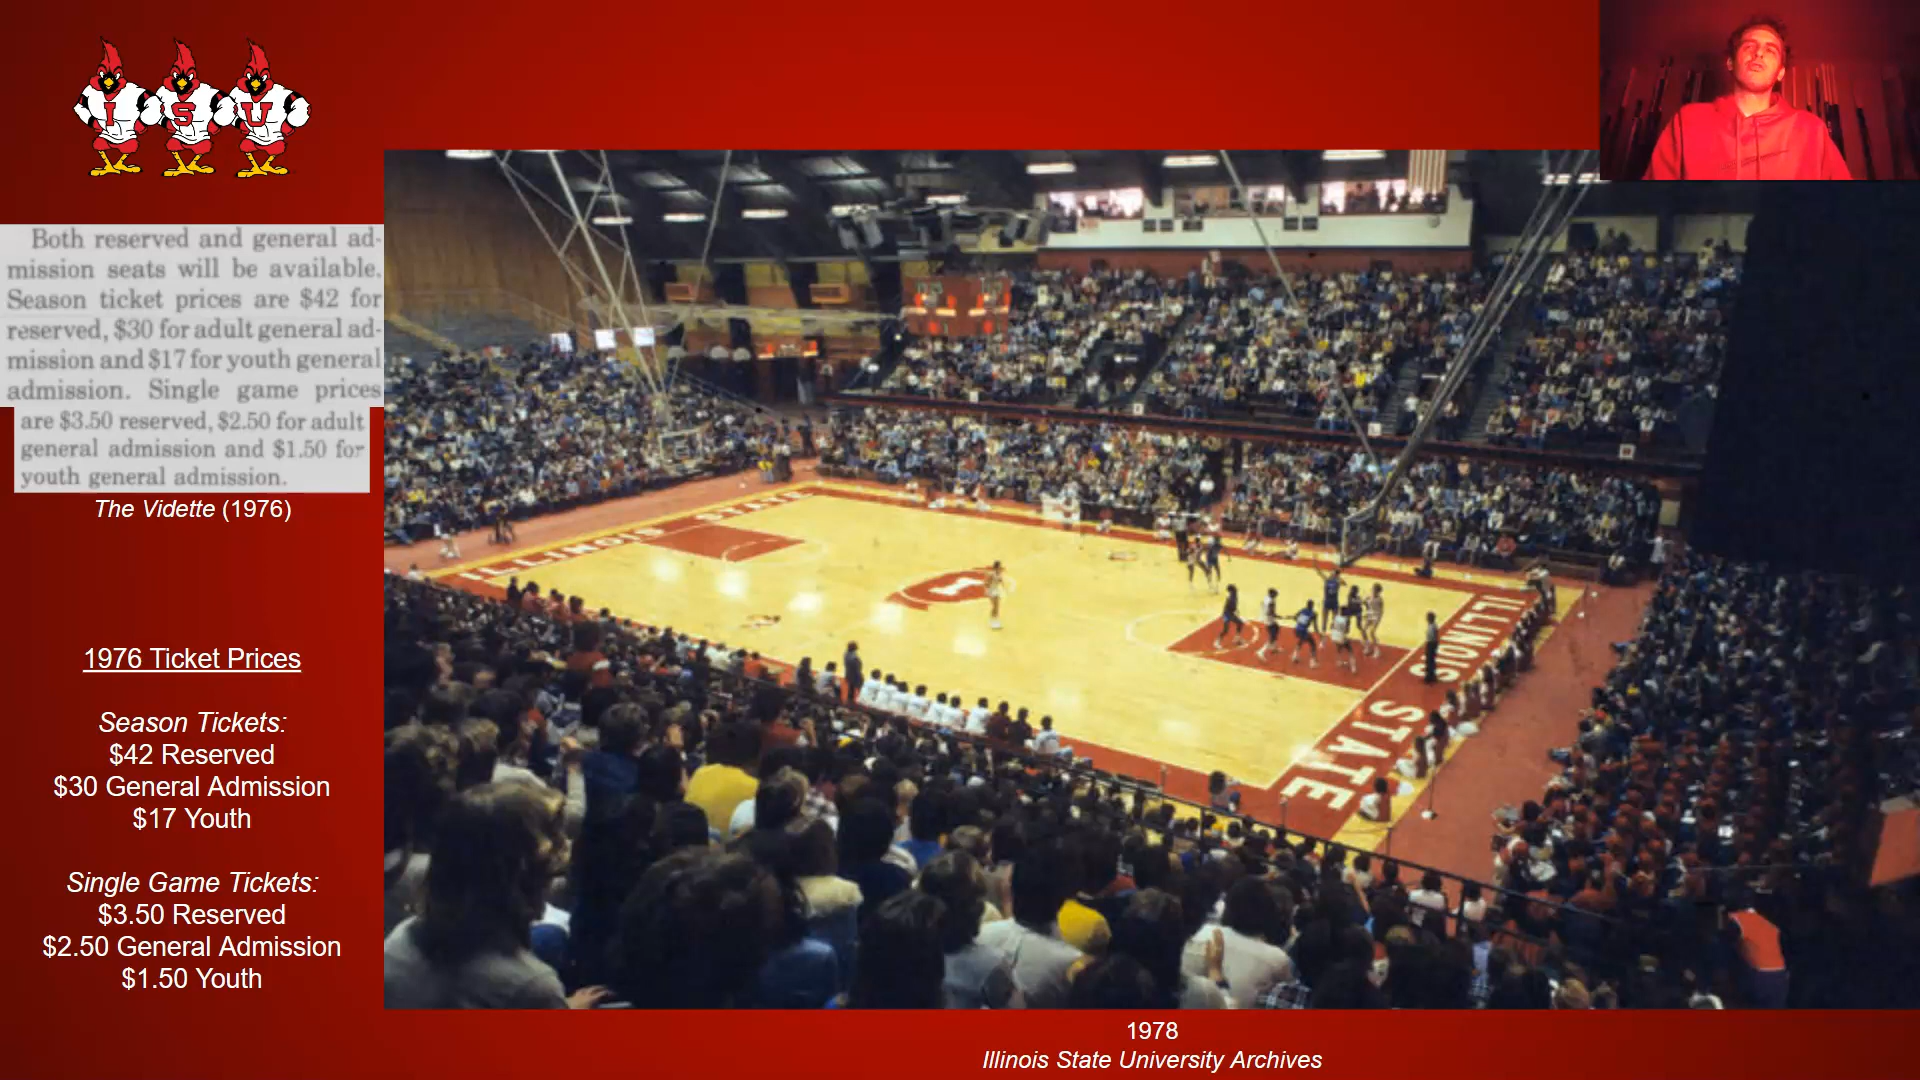 I S U
Both reserved and general ad-
mission seats will be available.
Season ticket prices are $42 for
reserved, $30 for adult general ad-
mission and $17 for youth general
admission. Single game prices
are $3.50 reserved, $2.50 for adult
general admission and $1.50 for
youth general admission.
The Vidette (1976)
1976 Ticket Prices
Season Tickets:
$42 Reserved
$30 General Admission
$17 Youth
Single Game Tickets:
$3.50 Reserved
$2.50 General Admission
$1.50 Youth
ILLINOIS STATE
ILLINOIS STATE
1978
Illinois State University Archives